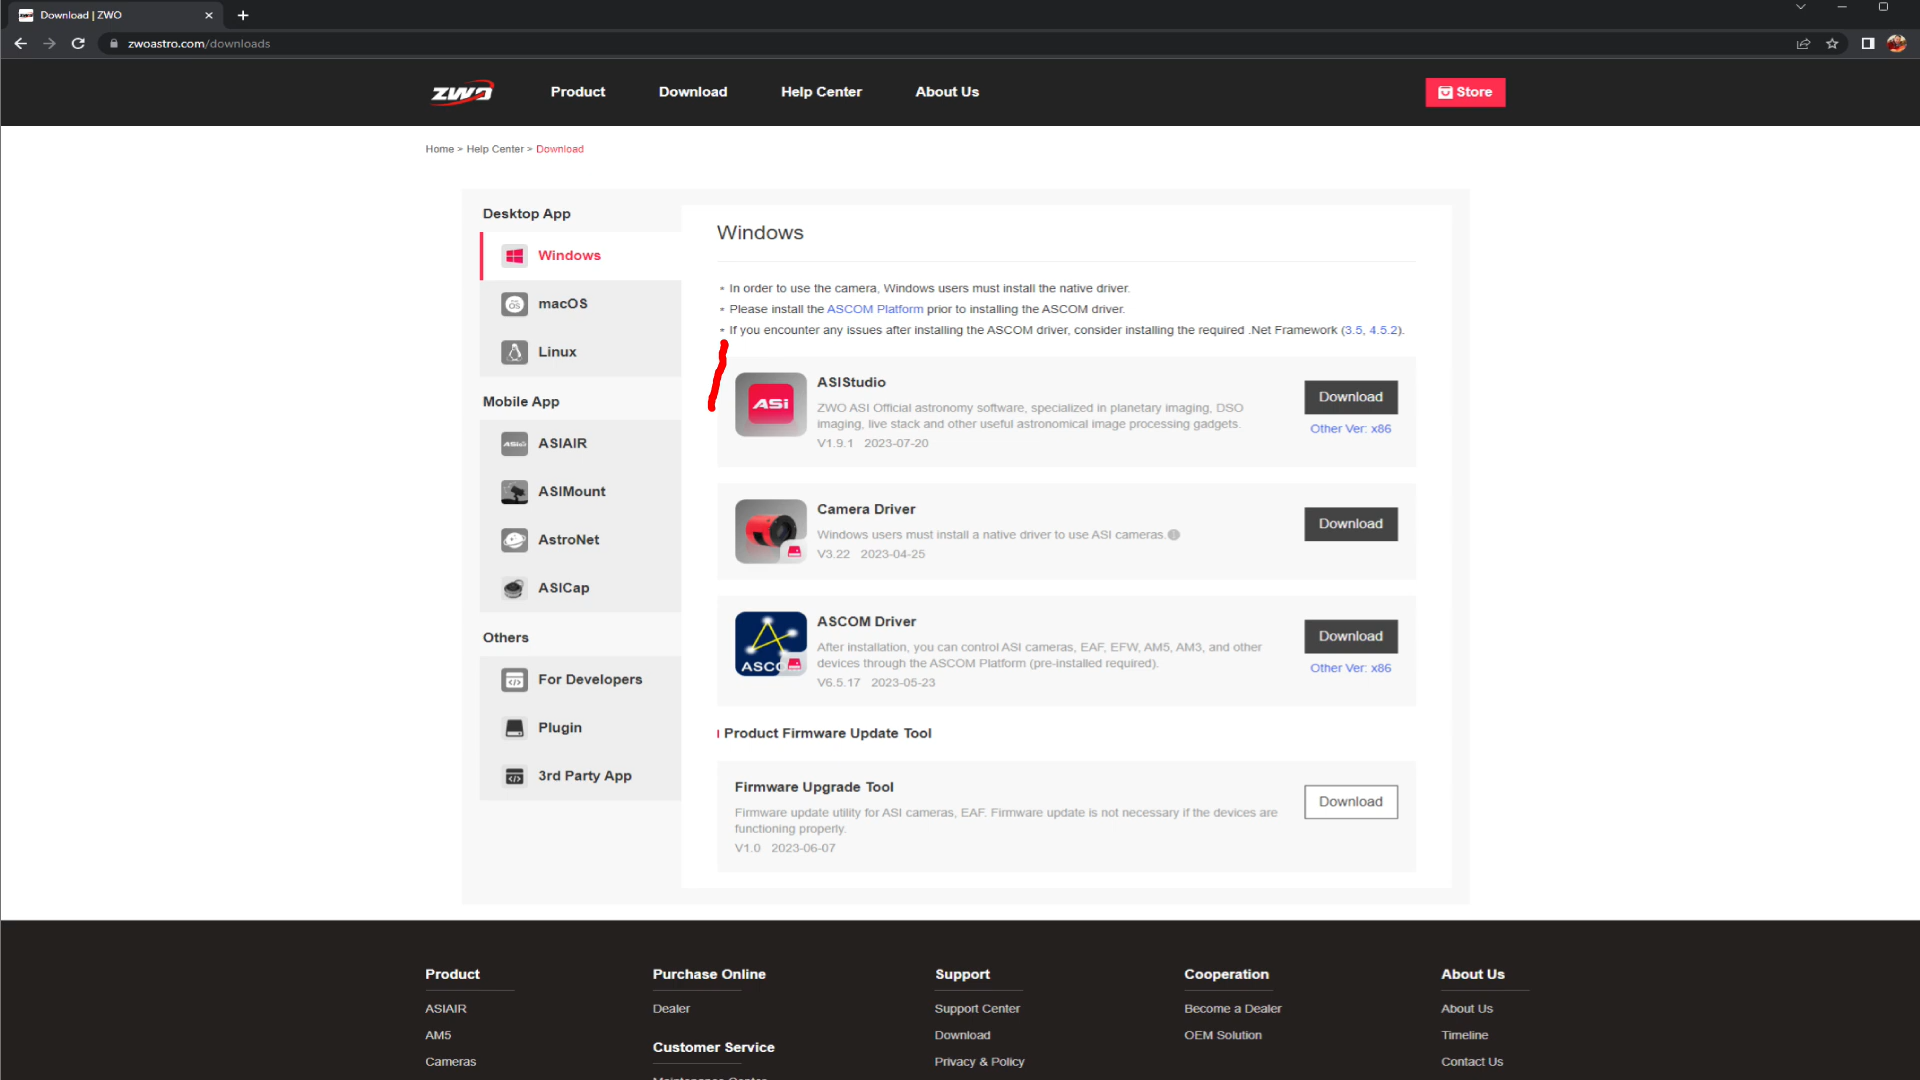 Download | ZWO
zwoastro.com/downloads
ZWO
Product
Download
Help Center
About Us
Store
Home > Help Center > Download
Desktop App
Windows
macOS
Linux
Mobile App
ASIAIR
ASIMount
AstroNet
ASICap
Others
For Developers
Plugin
3rd Party App
Windows
* In order to use the camera, Windows users must install the native driver.
* Please install the ASCOM Platform prior to installing the ASCOM driver.
* If you encounter any issues after installing the ASCOM driver, consider installing the required .Net Framework (3.5, 4.5.2).
ASi
ASIStudio
ZWO ASI Official astronomy software, specialized in planetary imaging, DSO
imaging, live stack and other useful astronomical image processing gadgets.
V1.9.1 2023-07-20
Download
Other Ver: x86
Camera Driver
Windows users must install a native driver to use ASI cameras.
V3.22 2023-04-25
Download
ASCO
ASCOM Driver
After installation, you can control ASI cameras, EAF, EFW, AM5, AM3, and other
devices through the ASCOM Platform (pre-installed required).
V6.5.17 2023-05-23
Download
Other Ver: x86
Product Firmware Update Tool
Firmware Upgrade Tool
Firmware update utility for ASI cameras, EAF. Firmware update is not necessary if the devices are
functioning properly.
V1.0 2023-06-07
Download
Product
ASIAIR
AM5
Cameras
Purchase Online
Dealer
Customer Service
Support
Support Center
Download
Privacy & Policy
Cooperation
Become a Dealer
OEM Solution
About Us
About Us
Timeline
Contact Us